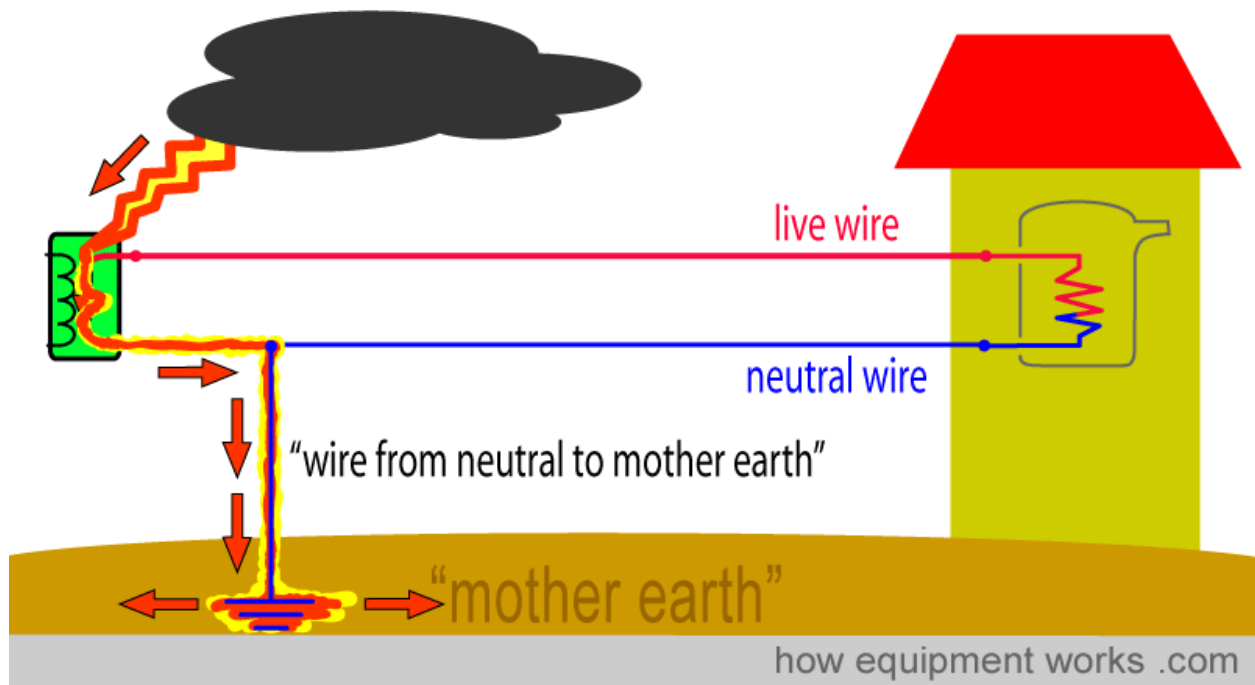 live wire
neutral wire
“wire from neutral to mother earth”
“mother earth”
how equipment works .com